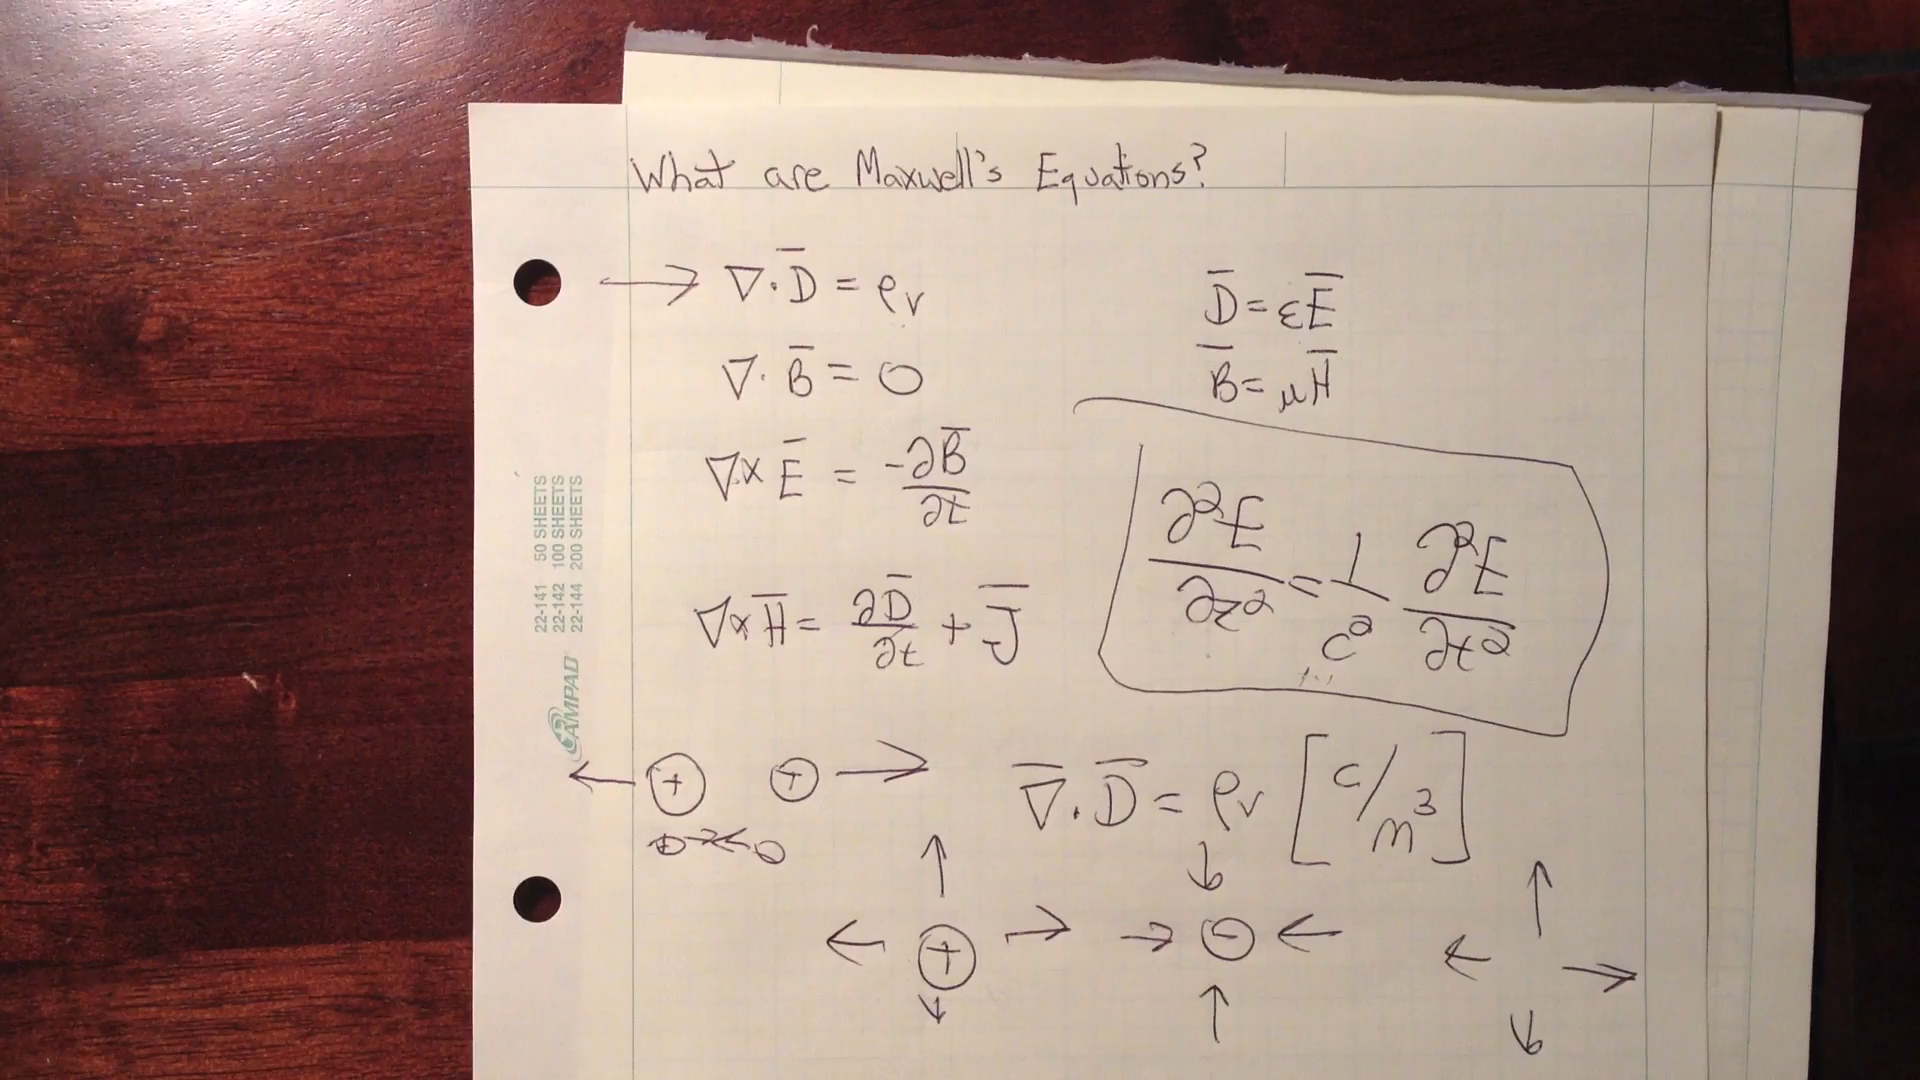 What are Maxwell's Equations?
→ ∇·D̅ = ρv
∇·B̅ = 0
∇×E̅ = -∂B̅/∂t
∇×H̅ = ∂D̅/∂t + J̅
D̅ = εE̅
B̅ = μH̅
∂²E/∂z² = 1/c² ∂²E/∂t²
22-141 50 SHEETS
22-142 100 SHEETS
22-144 200 SHEETS
AMPAD
← + + →
∇̅·D̅ = ρv [C/m³]
+
-